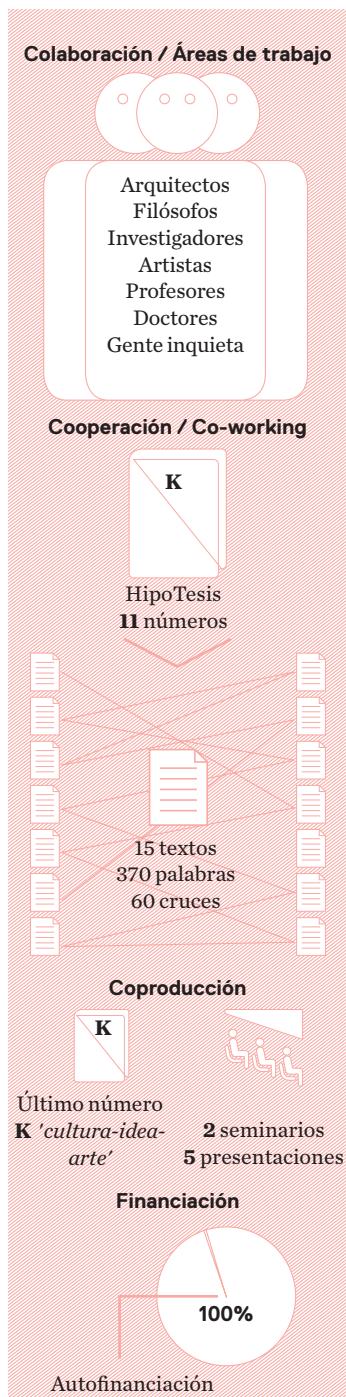 Colaboración / Áreas de trabajo
Arquitectos
Filósofos
Investigadores
Artistas
Profesores
Doctores
Gente inquieta
Cooperación / Co-working
K
HipoTesis
11 números
15 textos
370 palabras
60 cruces
Coproducción
K
Último número
K 'cultura-idea-
arte'
2 seminarios
5 presentaciones
Financiación
100%
Autofinanciación